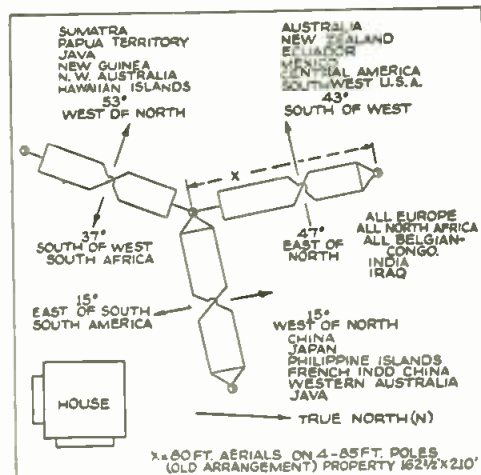 SUMATRA
PAPUA TERRITORY
JAVA
NEW GUINEA
N. W. AUSTRALIA
HAWAIIAN ISLANDS
53°
WEST OF NORTH
AUSTRALIA
NEW ZEALAND
ECUADOR
MEXICO
CENTRAL AMERICA
SOUTHWEST U.S.A.
43°
SOUTH OF WEST
X
37°
SOUTH OF WEST
SOUTH AFRICA
47°
EAST OF
NORTH
ALL EUROPE
ALL NORTH AFRICA
ALL BELGIAN-
CONGO.
INDIA
IRAQ
15°
EAST OF SOUTH
SOUTH AMERICA
15°
WEST OF NORTH
CHINA
JAPAN
PHILIPPINE ISLANDS
FRENCH INDO CHINA
WESTERN AUSTRALIA
JAVA
HOUSE
TRUE NORTH (N)
X=80 FT. AERIALS ON 4-85 FT. POLES
(OLD ARRANGEMENT) PROPERTY 162½'X210'